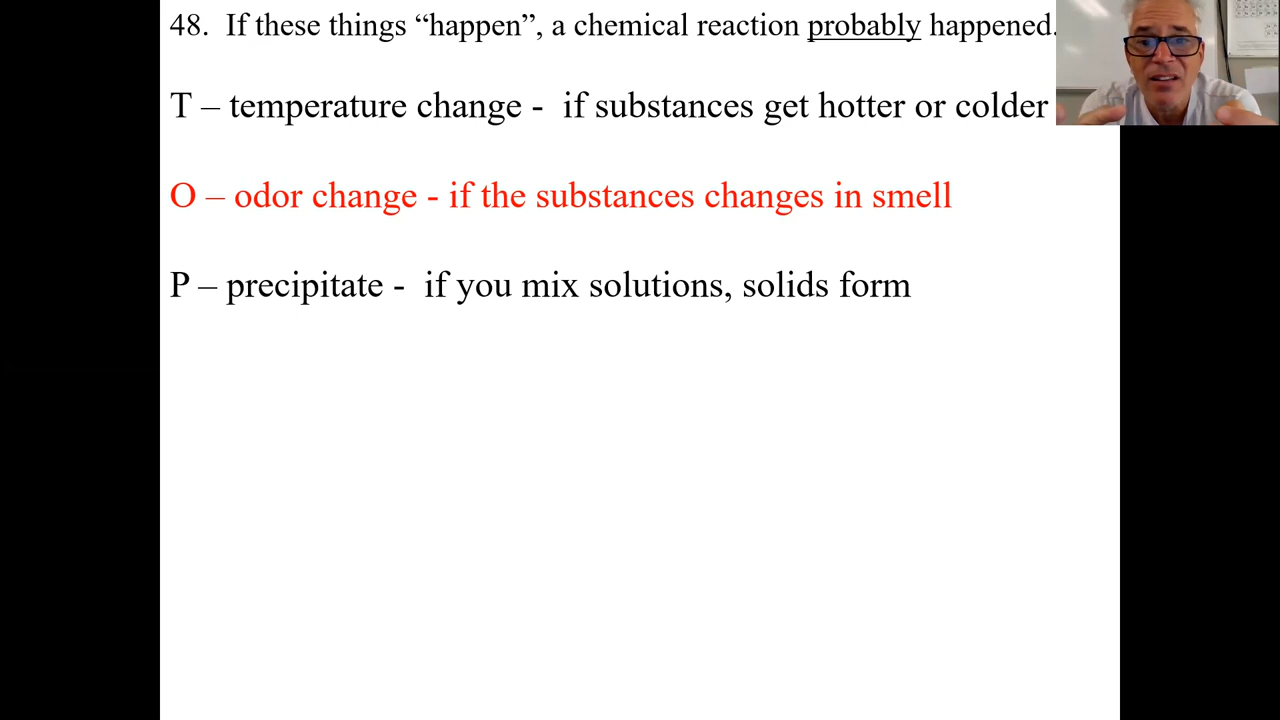 48. If these things “happen”, a chemical reaction probably happened.
T – temperature change - if substances get hotter or colder
O – odor change - if the substances changes in smell
P – precipitate - if you mix solutions, solids form